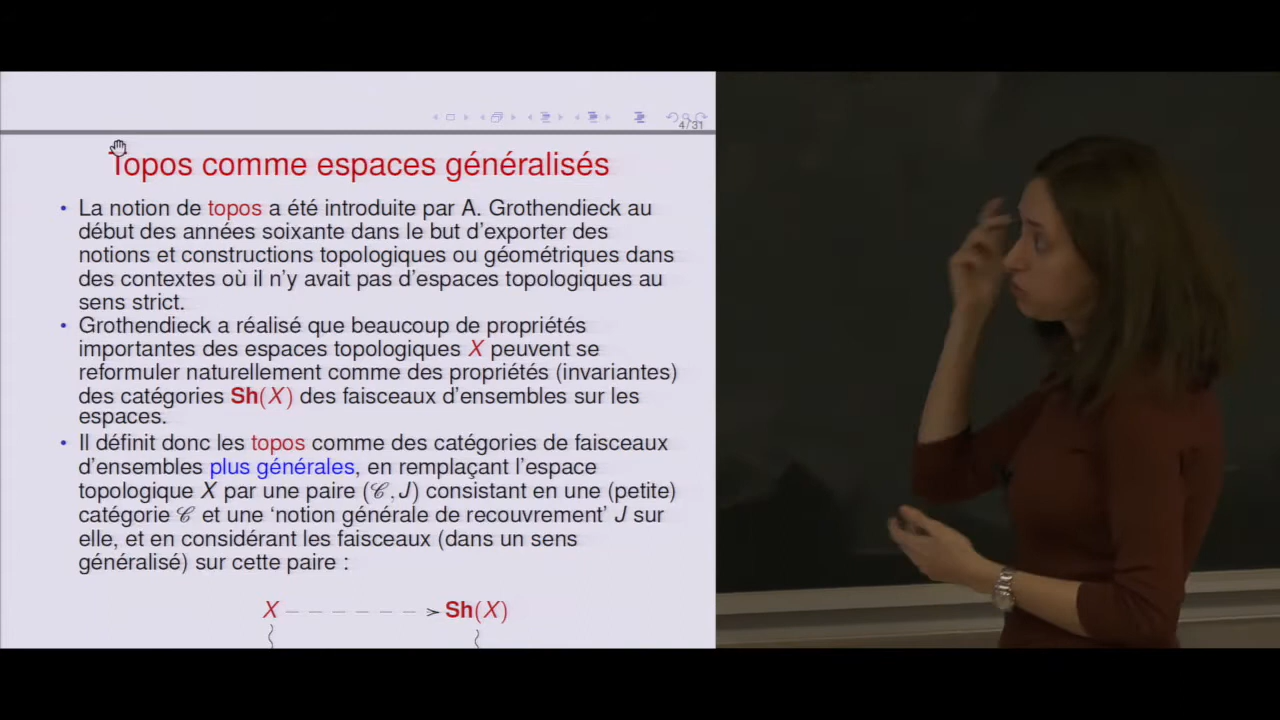 4/31
Topos comme espaces généralisés
• La notion de topos a été introduite par A. Grothendieck au
début des années soixante dans le but d'exporter des
notions et constructions topologiques ou géométriques dans
des contextes où il n'y avait pas d'espaces topologiques au
sens strict.
• Grothendieck a réalisé que beaucoup de propriétés
importantes des espaces topologiques X peuvent se
reformuler naturellement comme des propriétés (invariantes)
des catégories Sh(X) des faisceaux d'ensembles sur les
espaces.
• Il définit donc les topos comme des catégories de faisceaux
d'ensembles plus générales, en remplaçant l'espace
topologique X par une paire (𝒞, J) consistant en une (petite)
catégorie 𝒞 et une ‘notion générale de recouvrement’ J sur
elle, et en considérant les faisceaux (dans un sens
généralisé) sur cette paire :
X Sh(X)